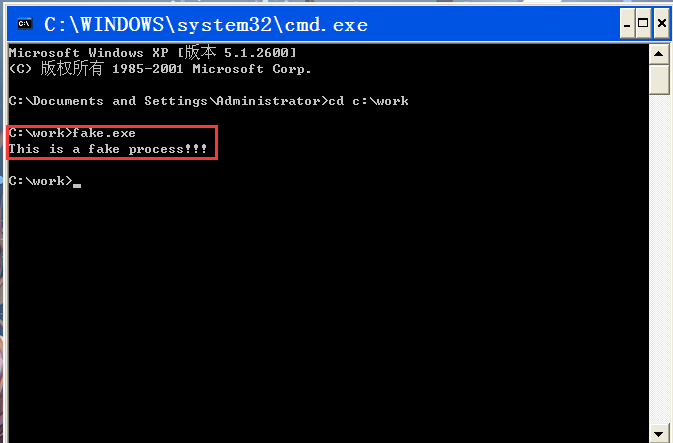 C:\WINDOWS\system32\cmd.exe
Microsoft Windows XP [版本 5.1.2600]
(C) 版权所有 1985-2001 Microsoft Corp.
C:\Documents and Settings\Administrator>cd c:\work
C:\work>fake.exe
This is a fake process!!!
C:\work>_